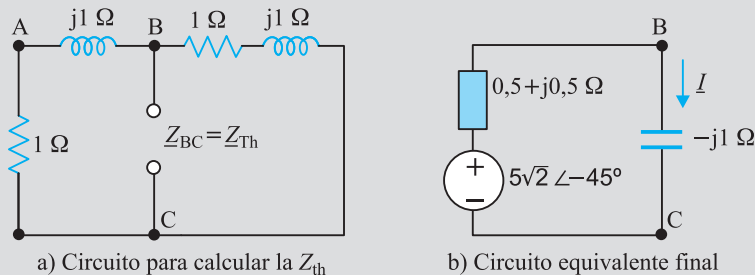 j1 Ω
1 Ω
j1 Ω
A
B
1 Ω
Z_BC = Z_Th
C
a) Circuito para calcular la Z_th
B
0,5+j0,5 Ω
I
−j1 Ω
+
5√2 ∠−45º
−
C
b) Circuito equivalente final